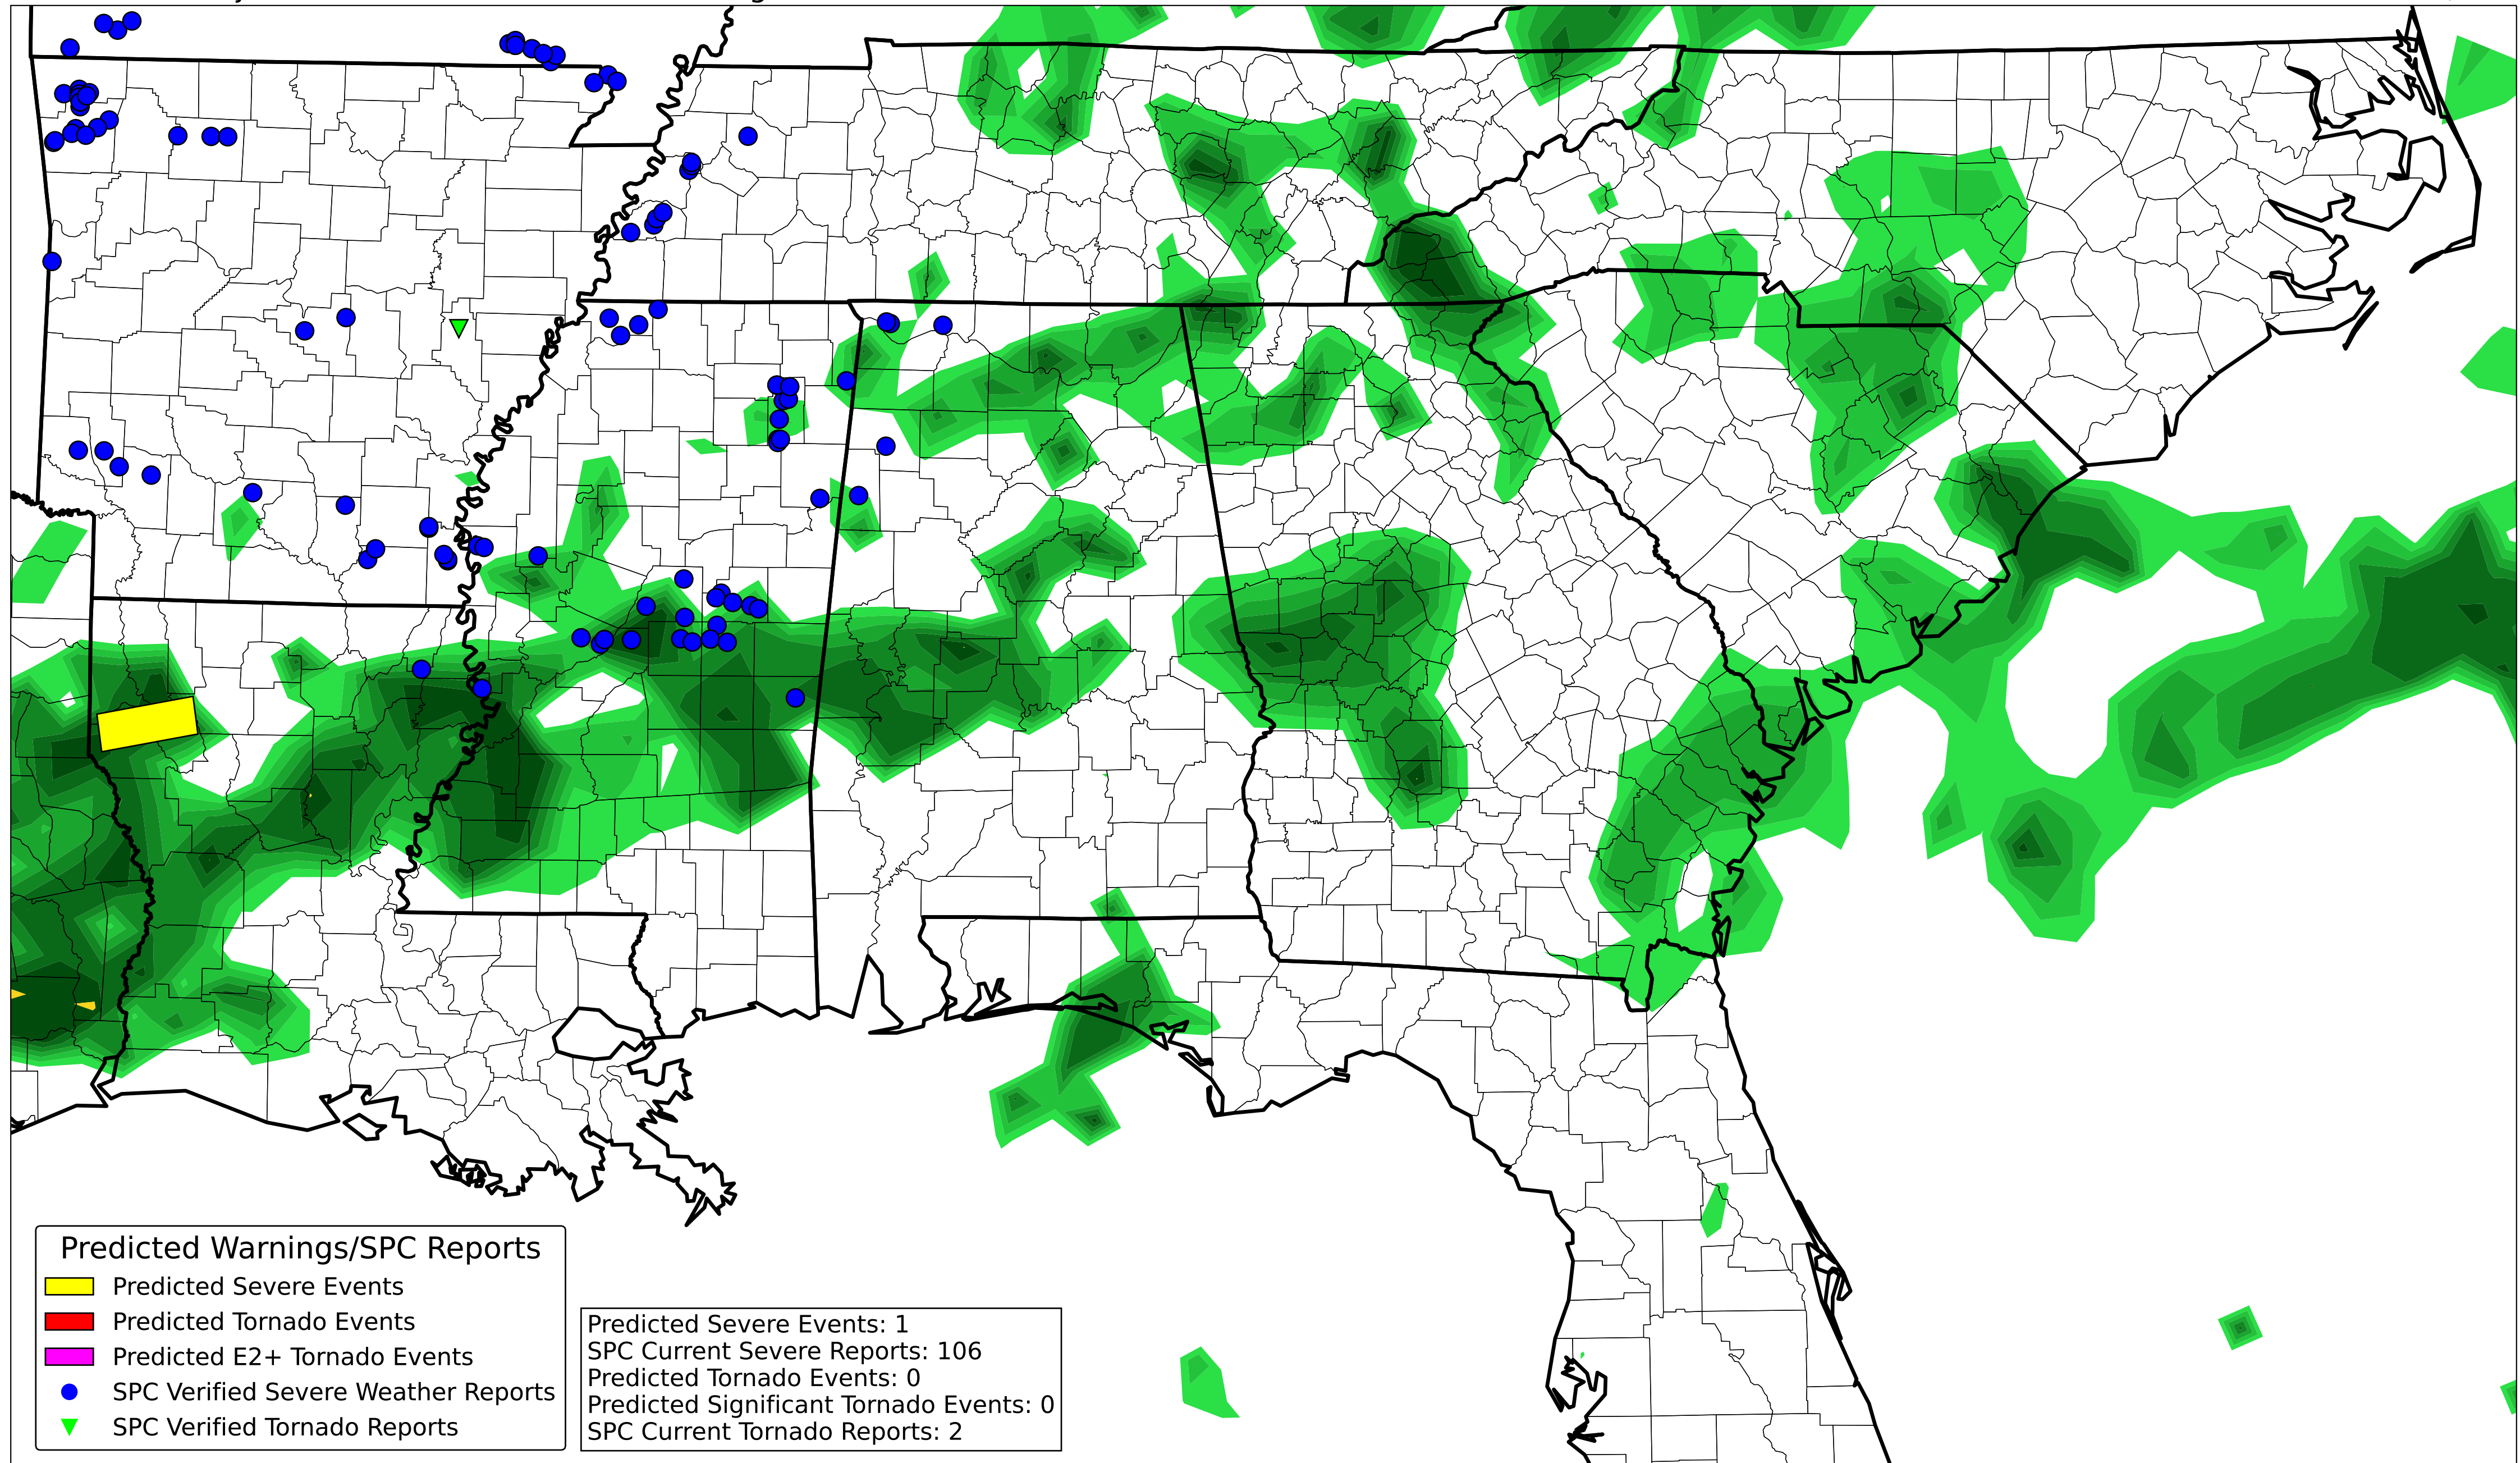 Predicted Warnings/SPC Reports
Predicted Severe Events
Predicted Tornado Events
Predicted E2+ Tornado Events
SPC Verified Severe Weather Reports
SPC Verified Tornado Reports
Predicted Severe Events: 1
SPC Current Severe Reports: 106
Predicted Tornado Events: 0
Predicted Significant Tornado Events: 0
SPC Current Tornado Reports: 2